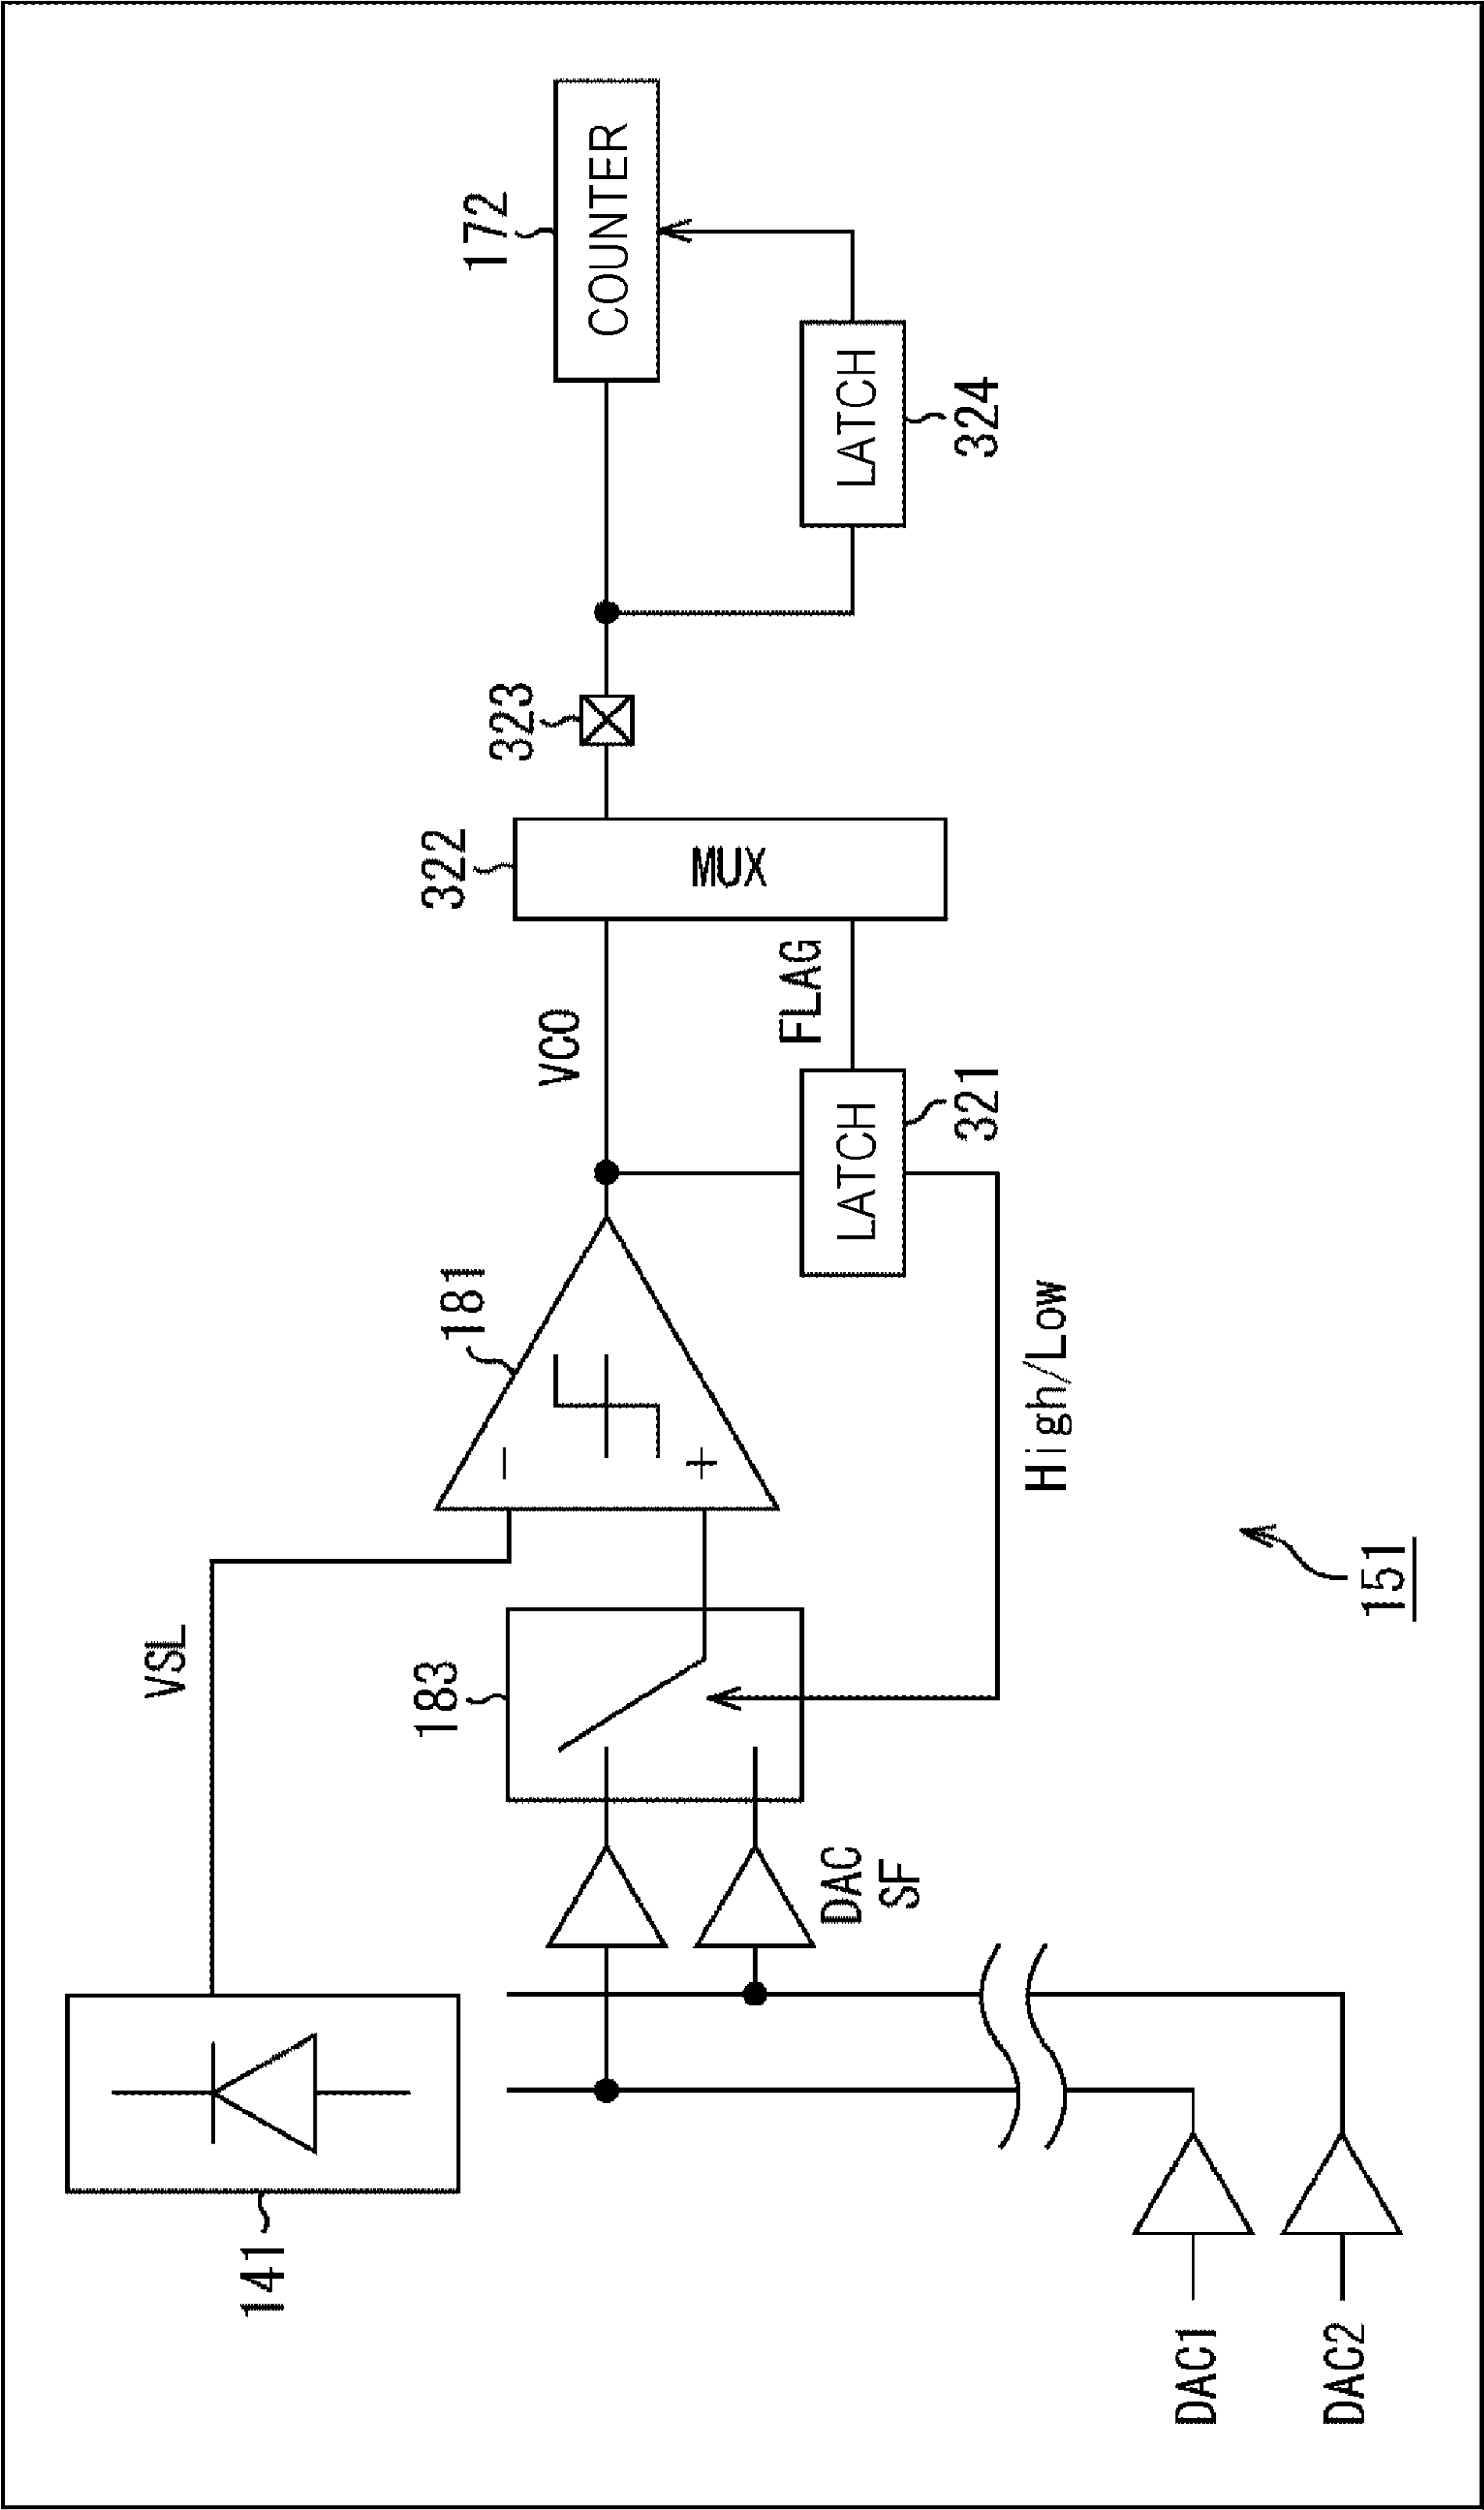 141
VSL
183
181
VCO
322
323
172
COUNTER
MUX
FLAG
LATCH
321
LATCH
324
DAC
SF
High/Low
DAC1
DAC2
151
− 
+